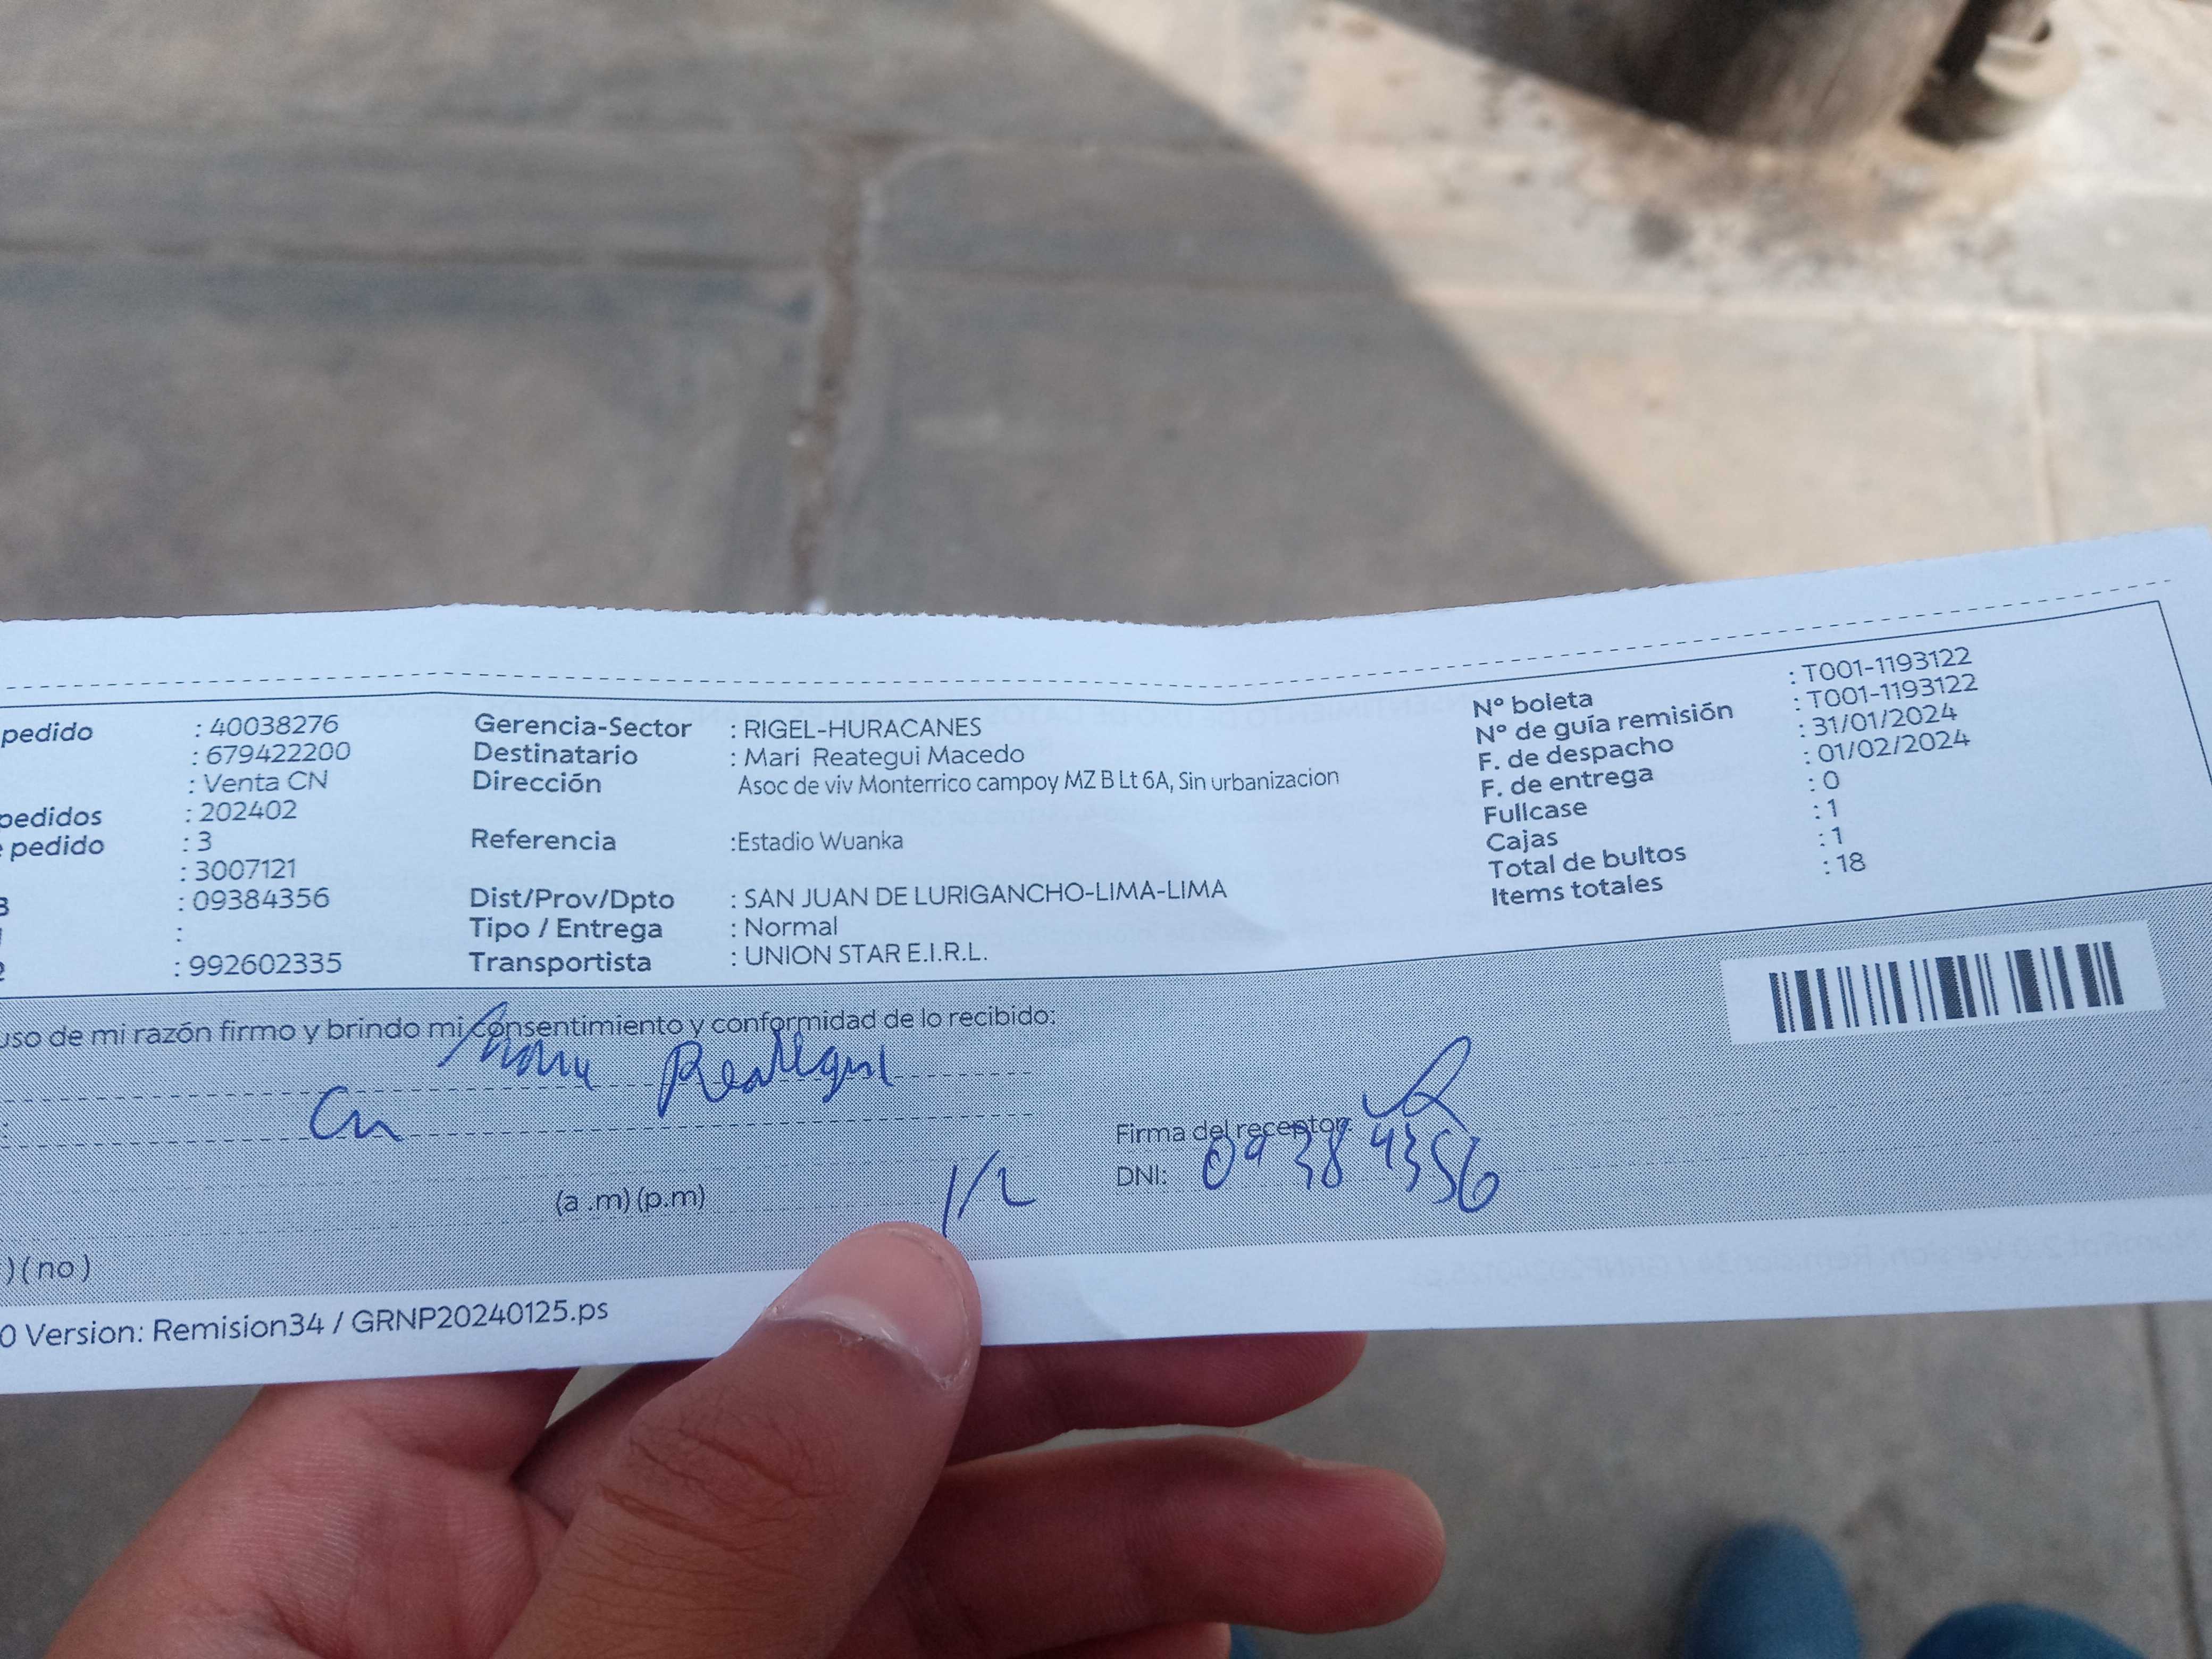 pedido : 40038276
: 679422200
: Venta CN
pedidos : 202402
pedido : 3
: 3007121
: 09384356
:
2 : 992602335
Gerencia-Sector : RIGEL-HURACANES
Destinatario : Mari Reategui Macedo
Dirección Asoc de viv Monterrico campoy MZ B Lt 6A, Sin urbanizacion
Referencia :Estadio Wuanka
Dist/Prov/Dpto : SAN JUAN DE LURIGANCHO-LIMA-LIMA
Tipo / Entrega : Normal
Transportista : UNION STAR E.I.R.L.
N° boleta : T001-1193122
N° de guía remisión : T001-1193122
F. de despacho : 31/01/2024
F. de entrega : 01/02/2024
Fullcase : 0
Cajas : 1
Total de bultos : 1
Items totales : 18
uso de mi razón firmo y brindo mi consentimiento y conformidad de lo recibido:
Reategui
Cn
Firma del receptor:
DNI: 09384356
(a .m) (p.m) 1/2
) ( no )
0 Version: Remision34 / GRNP20240125.ps